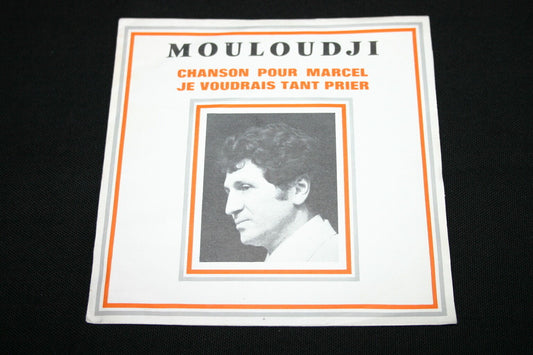 MOULOUDJI
CHANSON POUR MARCEL
JE VOUDRAIS TANT PRIER